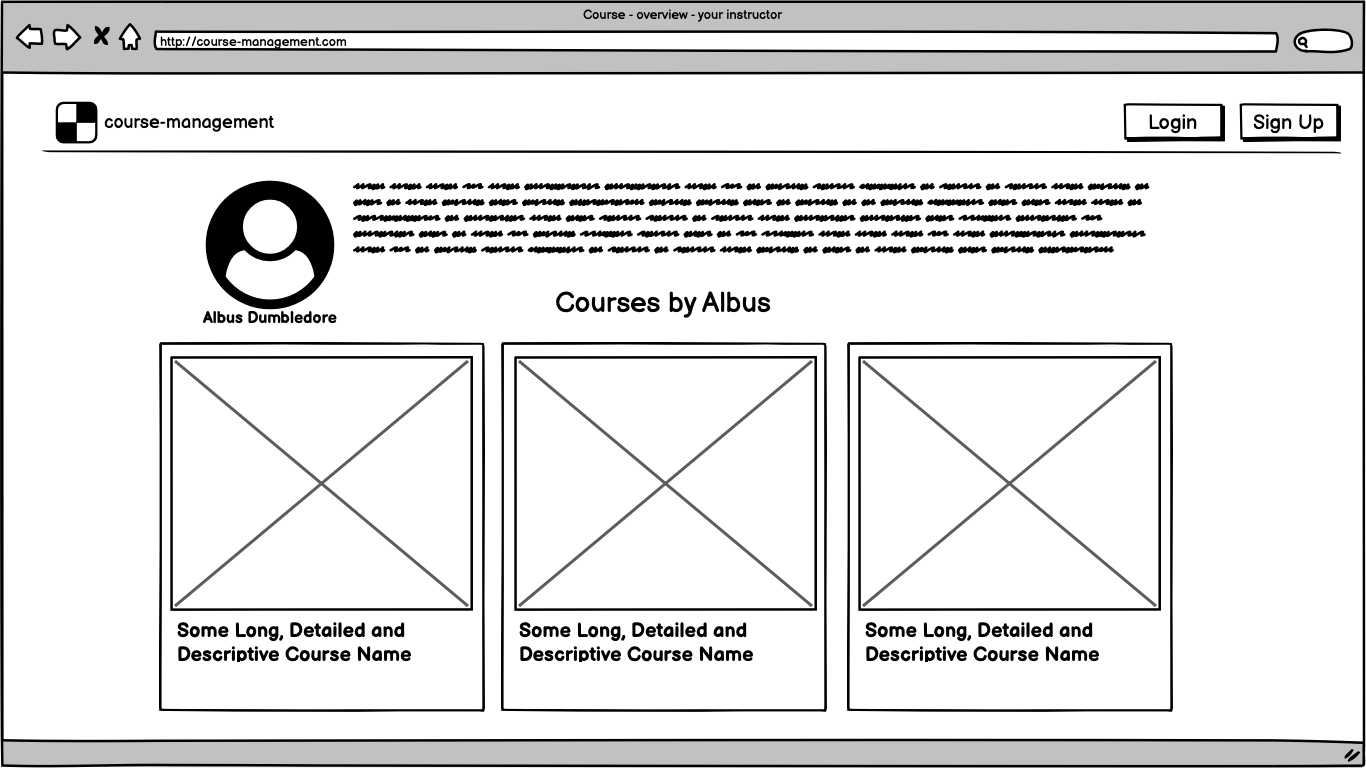 Course - overview - your instructor
http://course-management.com
course-management
Login
Sign Up
Albus Dumbledore
Courses by Albus
Some Long, Detailed and
Descriptive Course Name
Some Long, Detailed and
Descriptive Course Name
Some Long, Detailed and
Descriptive Course Name